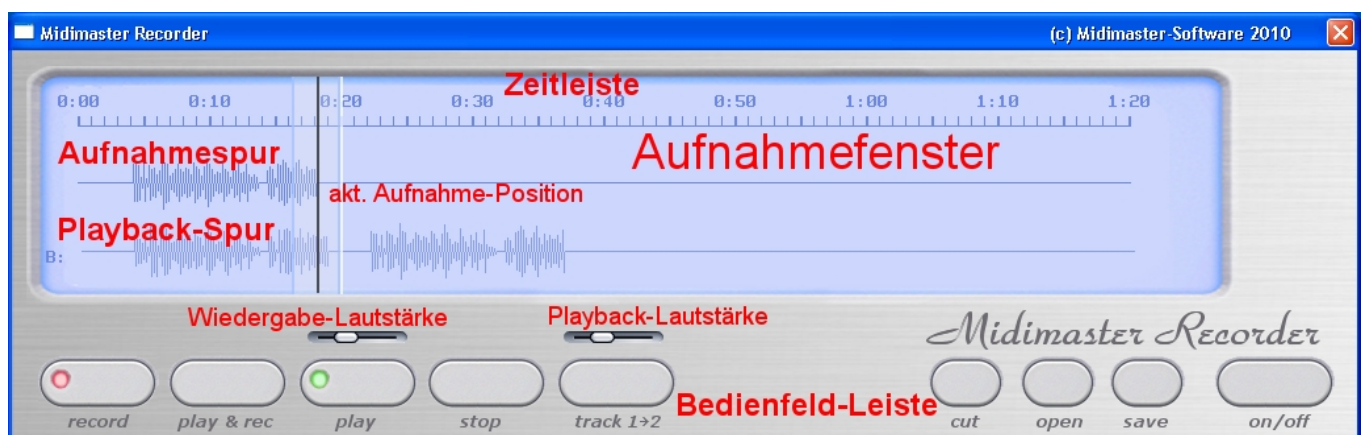 Midimaster Recorder (c) Midimaster-Software 2010
Zeitleiste
0:00 0:10 0:20 0:30 0:40 0:50 1:00 1:10 1:20
Aufnahmespur Aufnahmefenster
akt. Aufnahme-Position
Playback-Spur
B:
Wiedergabe-Lautstärke Playback-Lautstärke
Midimaster Recorder
Bedienfeld-Leiste
record play & rec play stop track 1→2 cut open save on/off